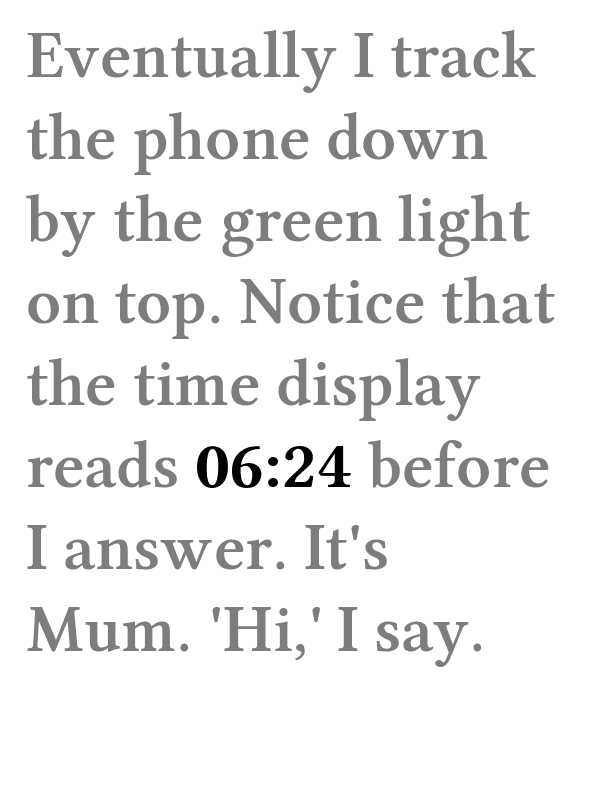 Eventually I track
the phone down
by the green light
on top. Notice that
the time display
reads 06:24 before
I answer. It's
Mum. 'Hi,' I say.